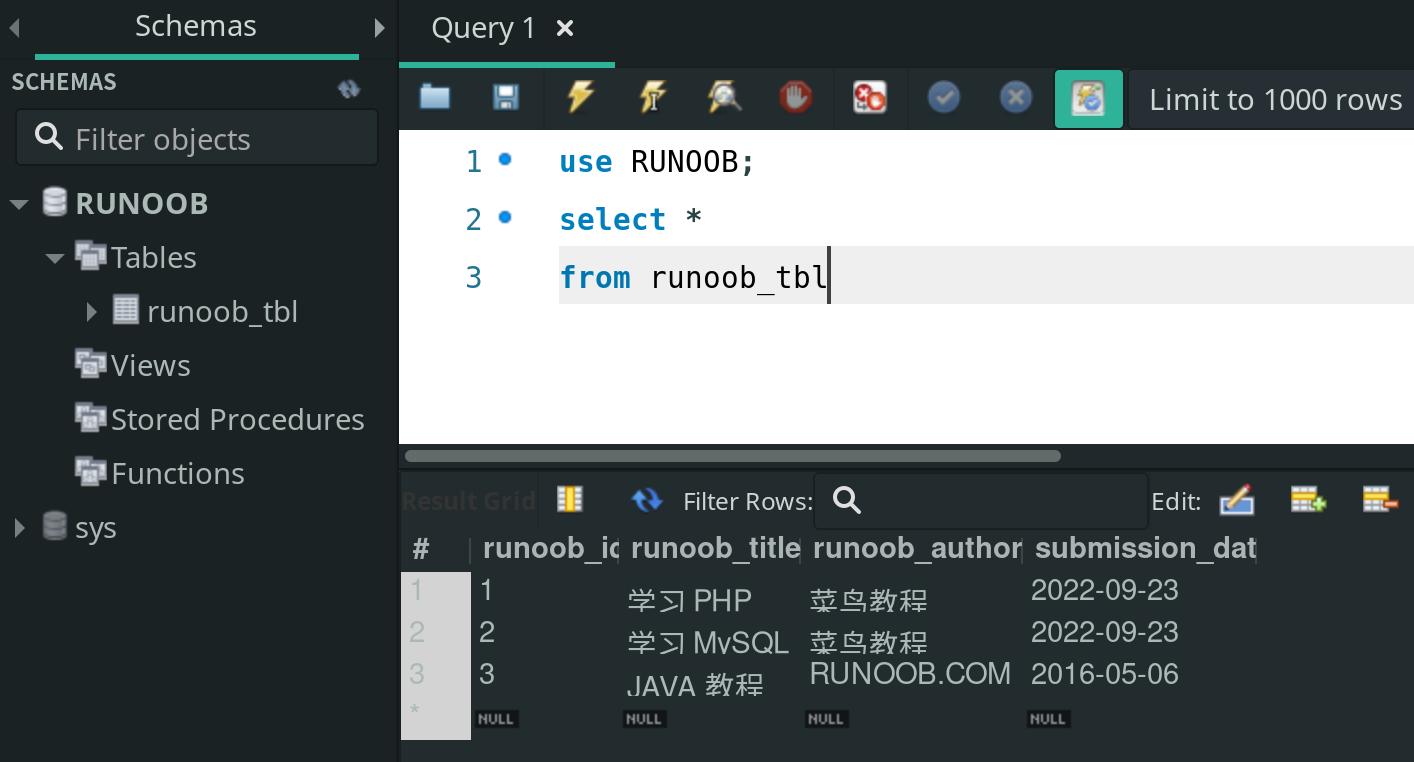 Schemas
Query 1
SCHEMAS
Filter objects
Limit to 1000 rows
RUNOOB
Tables
runoob_tbl
Views
Stored Procedures
Functions
sys
1 use RUNOOB;
2 select *
3 from runoob_tbl
Result Grid Filter Rows: Edit:
# runoob_id runoob_title runoob_author submission_dat
1 1 学习 PHP 菜鸟教程 2022-09-23
2 2 学习 MySQL 菜鸟教程 2022-09-23
3 3 JAVA 教程 RUNOOB.COM 2016-05-06
* NULL NULL NULL NULL